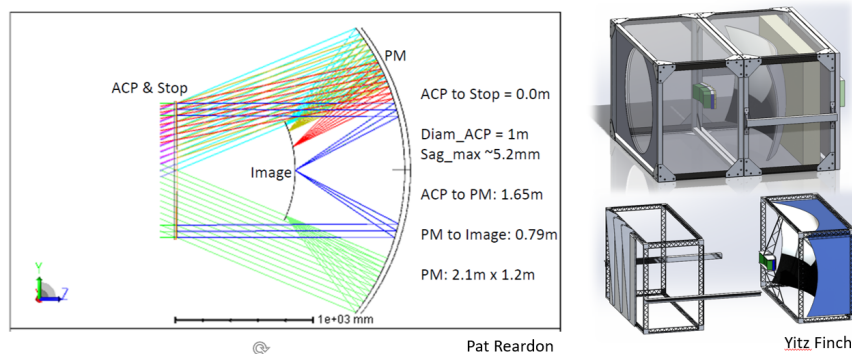 PM
ACP & Stop
ACP to Stop = 0.0m
Diam_ACP = 1m
Sag_max ~5.2mm
Image
ACP to PM: 1.65m
PM to Image: 0.79m
PM: 2.1m x 1.2m
Y
X
Z
1e+03 mm
Pat Reardon
Yitz Finch